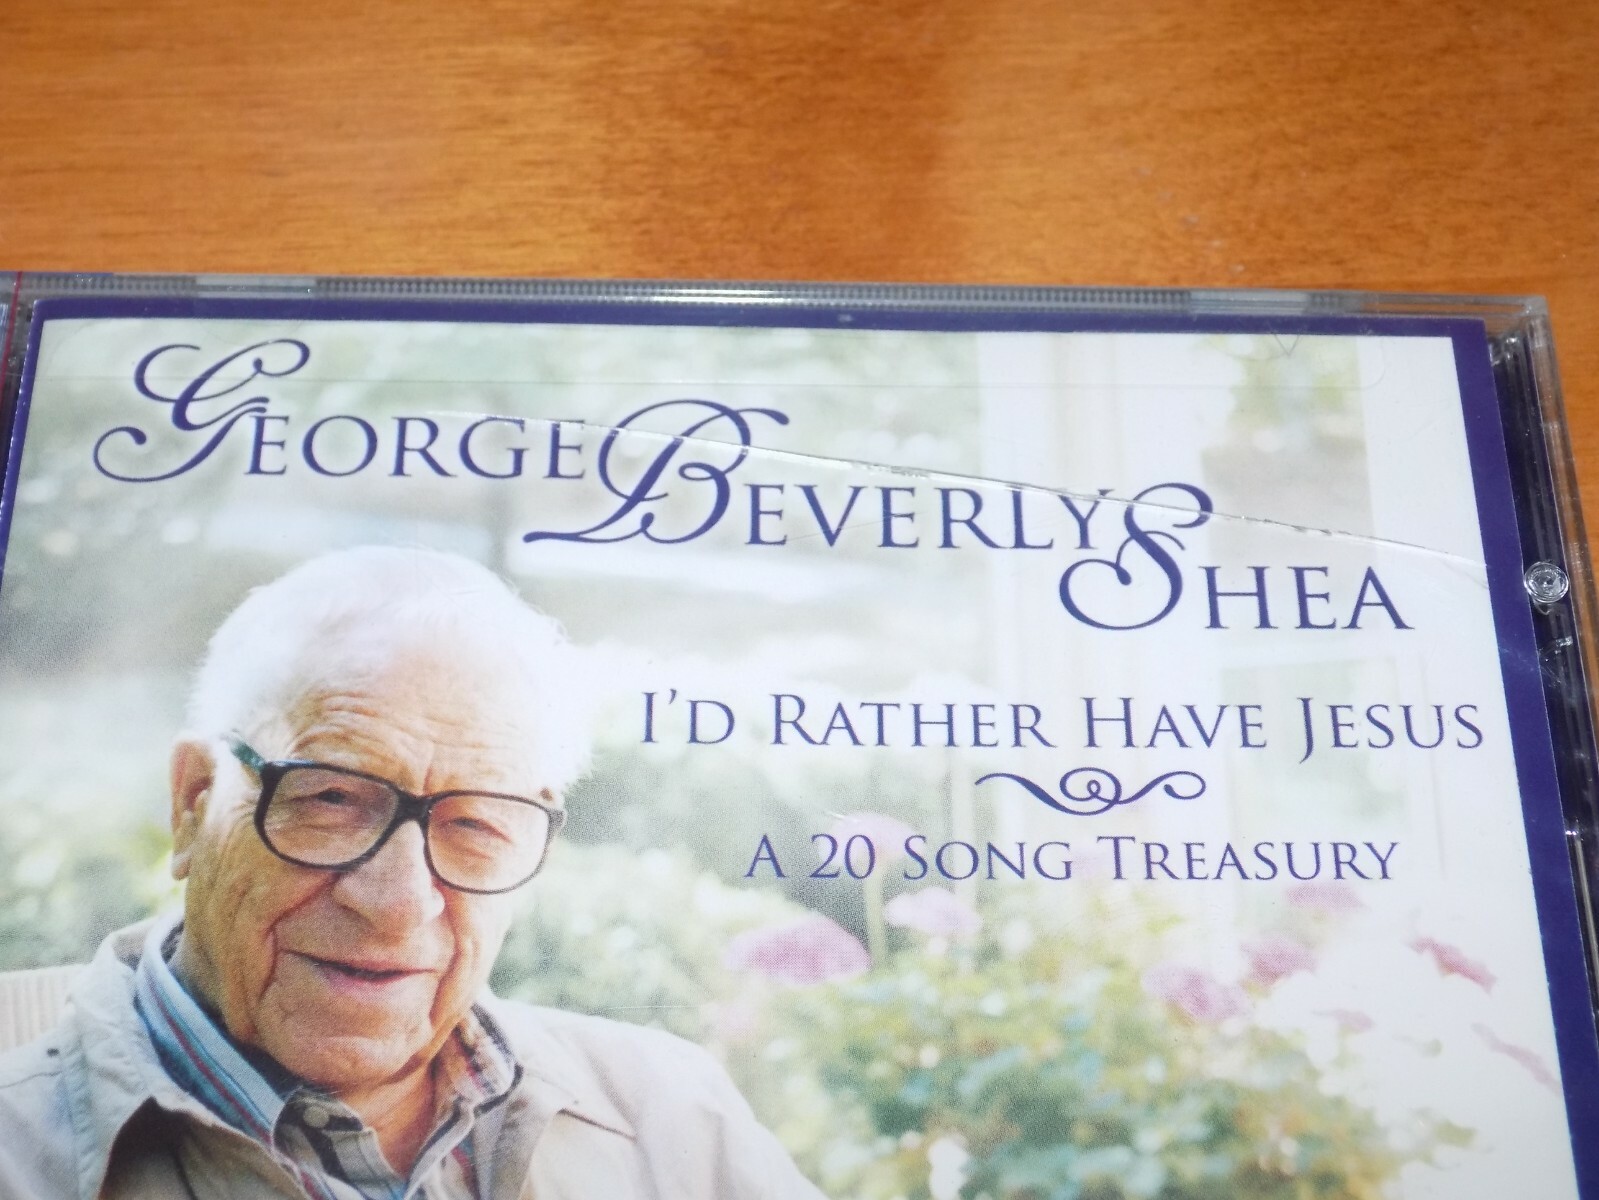 GEORGE BEVERLY SHEA
I'D RATHER HAVE JESUS
A 20 SONG TREASURY